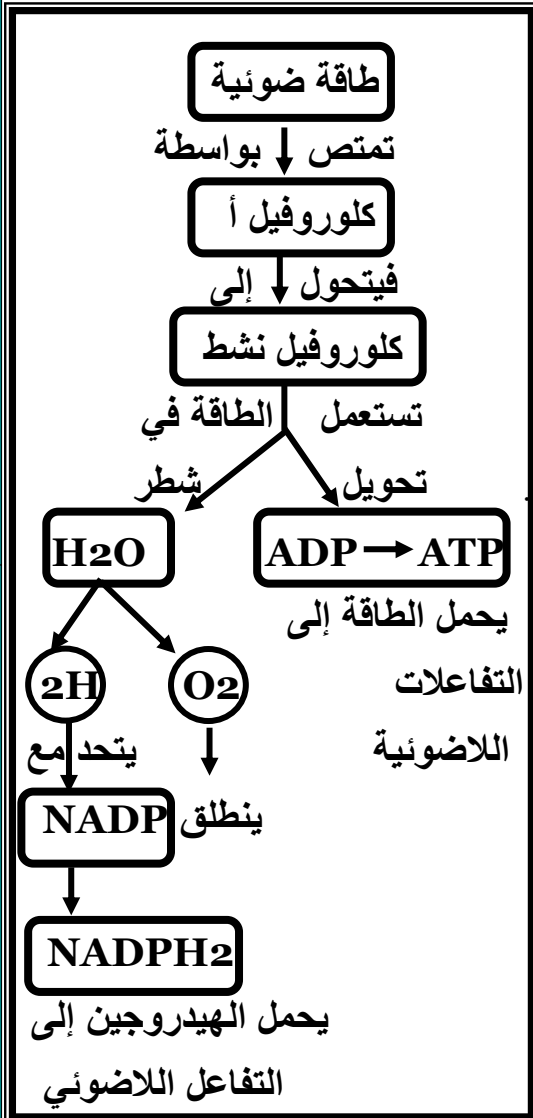 طاقة ضوئية
تمتص بواسطة
كلوروفيل أ
فيتحول إلى
كلوروفيل نشط
تستعمل الطاقة في
تحويل شطر
ADP → ATP H2O
يحمل الطاقة إلى
التفاعلات O2 2H
اللاضوئية يتحد مع
ينطلق NADP
NADPH2
يحمل الهيدروجين إلى
التفاعل اللاضوئي